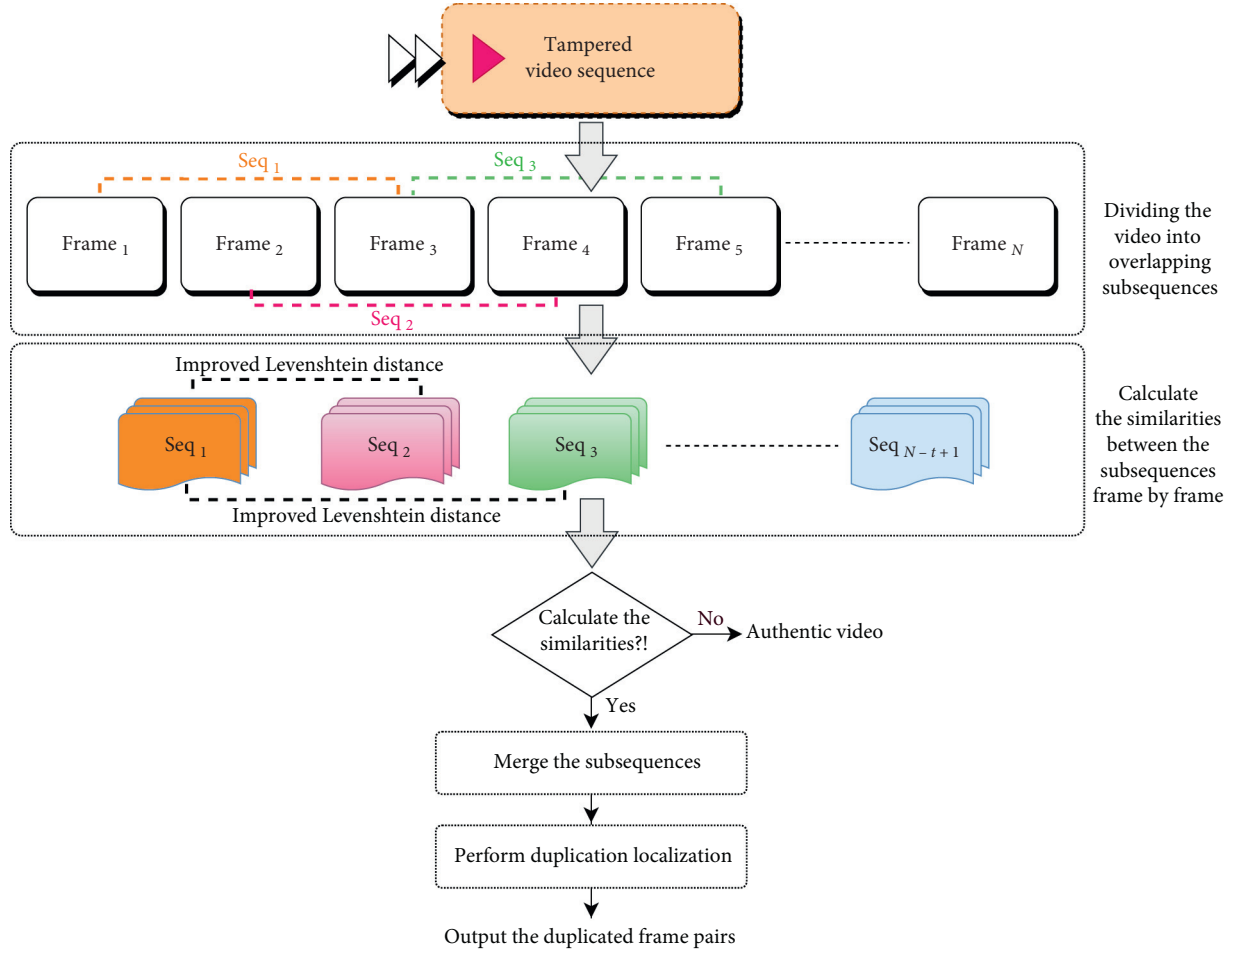 Tampered
video sequence
Seq 1
Seq 3
Frame 1
Frame 2
Frame 3
Frame 4
Frame 5
Frame N
Seq 2
Dividing the
video into
overlapping
subsequences
Improved Levenshtein distance
Seq 1
Seq 2
Seq 3
Seq N – t + 1
Improved Levenshtein distance
Calculate
the similarities
between the
subsequences
frame by frame
Calculate the
similarities?!
No
Authentic video
Yes
Merge the subsequences
Perform duplication localization
Output the duplicated frame pairs